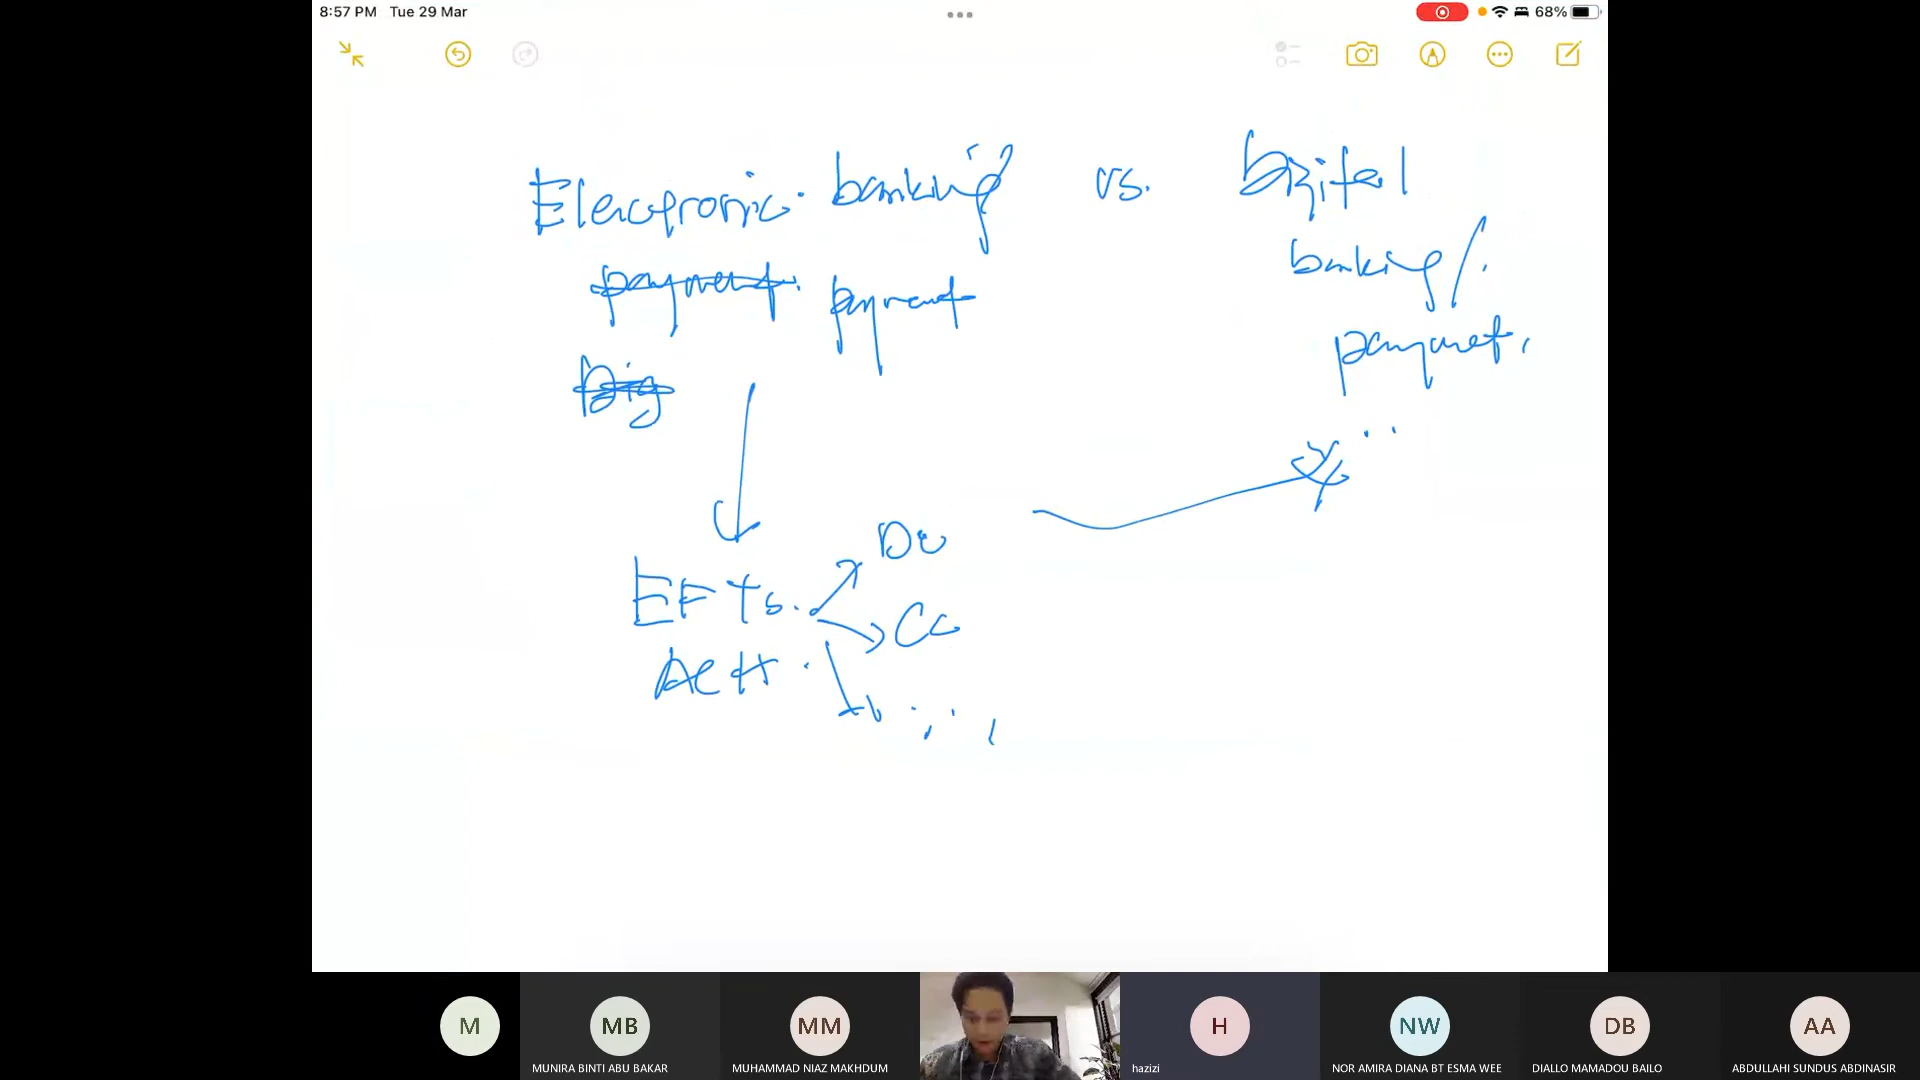 8:57 PM Tue 29 Mar
68%
Electronic banking vs. Digital
banking /
payment payment
payment
Dig
DC
EFTs
CC
ACH
M
MB
MM
H
NW
DB
AA
MUNIRA BINTI ABU BAKAR
MUHAMMAD NIAZ MAKHDUM
hazizi
NOR AMIRA DIANA BT ESMA WEE
DIALLO MAMADOU BAILO
ABDULLAHI SUNDUS ABDINASIR